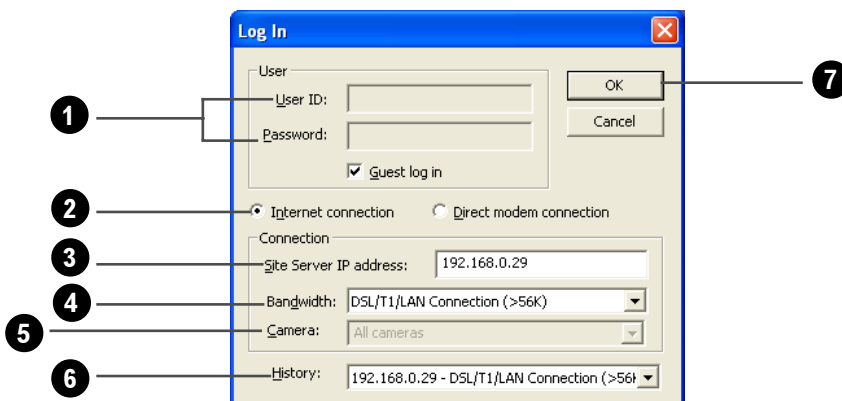 Log In
User
User ID:
Password:
Guest log in
OK
Cancel
1
7
2
Internet connection
Direct modem connection
Connection
3
Site Server IP address:
192.168.0.29
4
Bandwidth:
DSL/T1/LAN Connection (>56K)
5
Camera:
All cameras
6
History:
192.168.0.29 - DSL/T1/LAN Connection (>56K